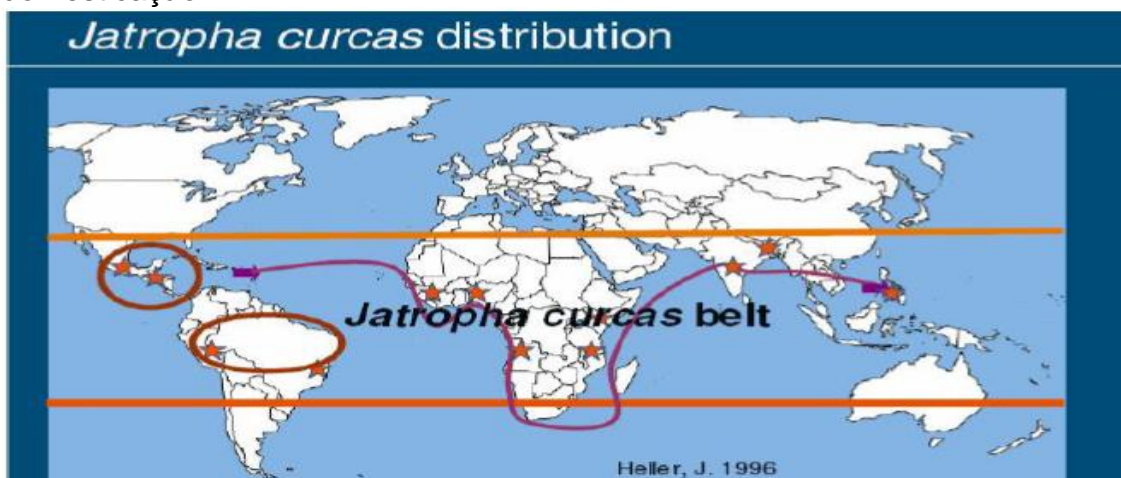 Jatropha curcas distribution
Jatropha curcas belt
Heller, J. 1996